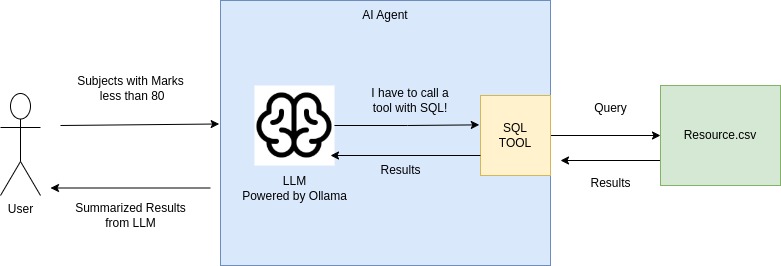 AI Agent
Subjects with Marks
less than 80
I have to call a
tool with SQL!
SQL
TOOL
Query
Resource.csv
Results
Results
LLM
Powered by Ollama
User
Summarized Results
from LLM